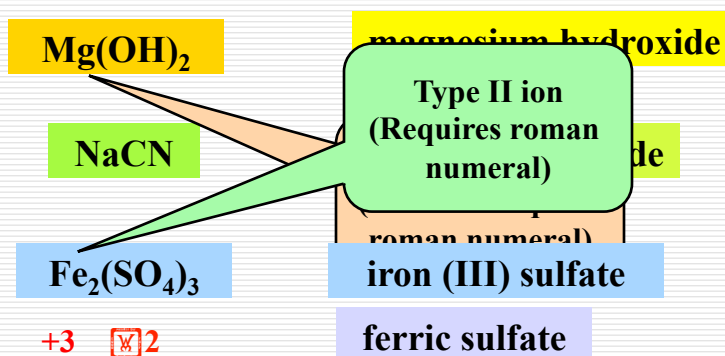 Mg(OH)₂ magnesium hydroxide
Type II ion
(Requires roman
numeral)
NaCN de
roman numeral)
Fe₂(SO₄)₃ iron (III) sulfate
+3 2 ferric sulfate